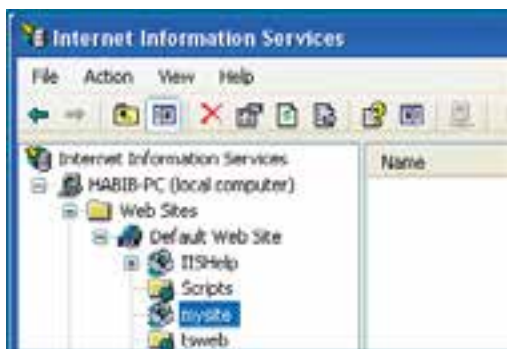 Internet Information Services
File Action View Help
Internet Information Services
Name
HABIB-PC (local computer)
Web Sites
Default Web Site
IISHelp
Scripts
mysite
tsweb